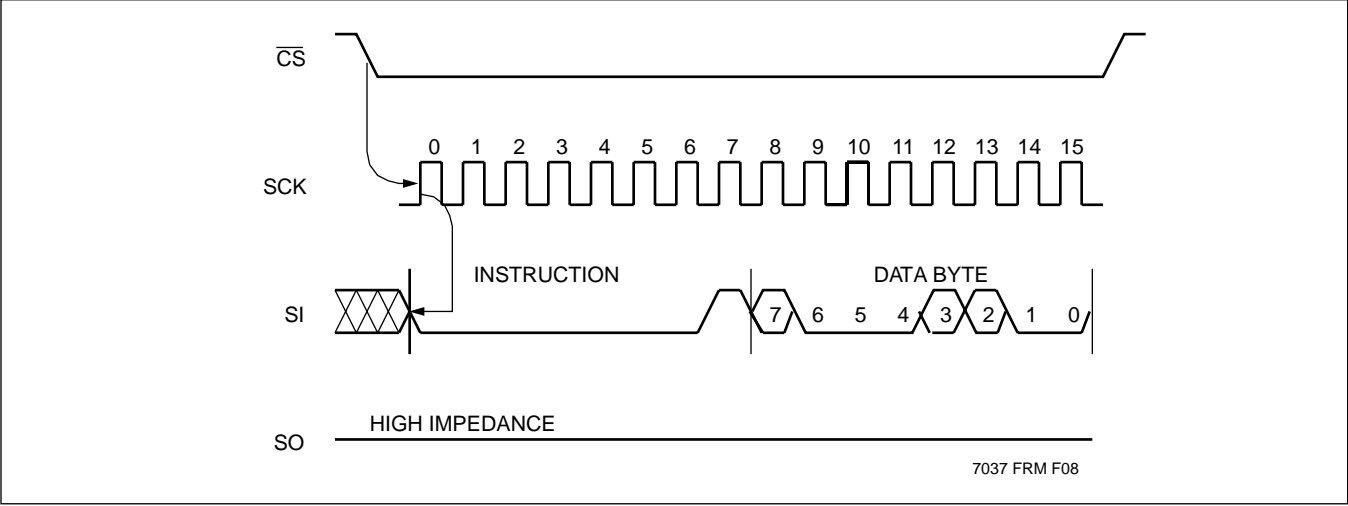 C̅S̅
0 1 2 3 4 5 6 7 8 9 10 11 12 13 14 15
SCK
INSTRUCTION DATA BYTE
SI 7 6 5 4 3 2 1 0
HIGH IMPEDANCE
SO
7037 FRM F08